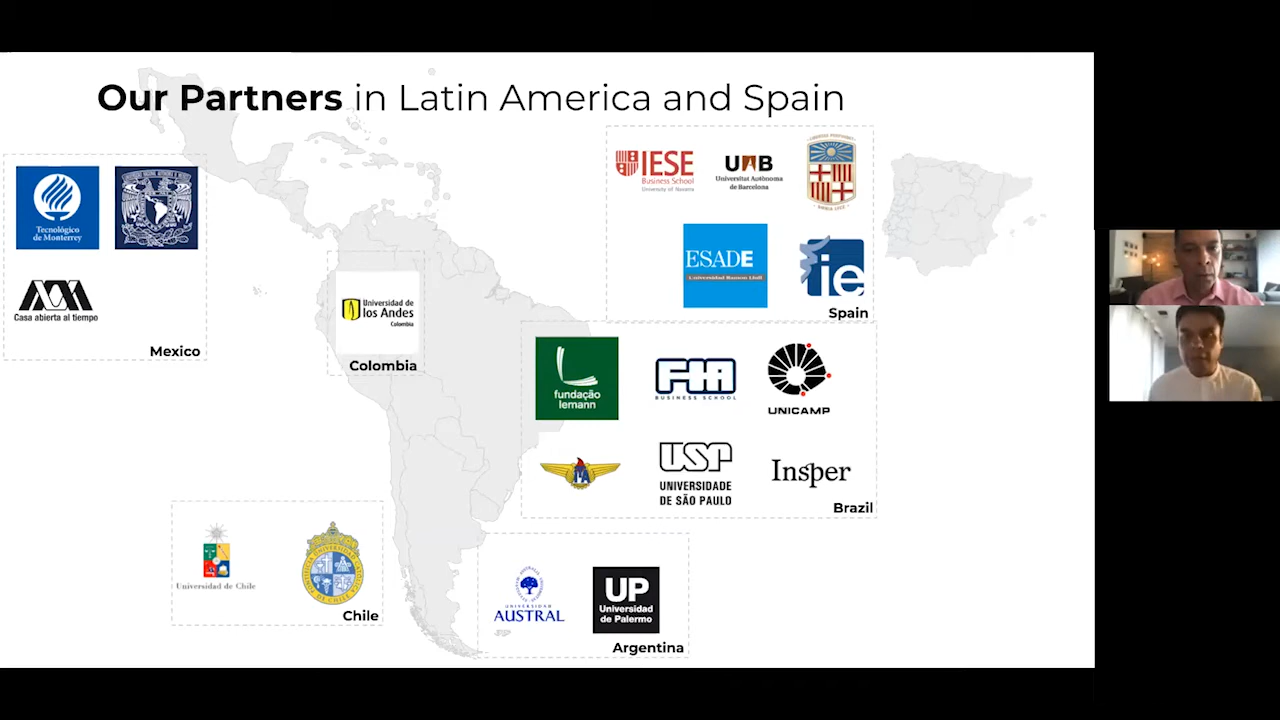 Our Partners in Latin America and Spain
Tecnológico
de Monterrey
Casa abierta al tiempo
Mexico
Universidad de
los Andes
Colombia
Colombia
IESE
Business School
University of Navarra
UAB
Universitat Autònoma
de Barcelona
ESADE
Universidad Ramon Llull
ie
Spain
fundação
lemann
FIA
BUSINESS SCHOOL
UNICAMP
ITA
USP
UNIVERSIDADE
DE SÃO PAULO
Insper
Brazil
Universidad de Chile
Chile
UNIVERSIDAD
AUSTRAL
UP
Universidad
de Palermo
Argentina